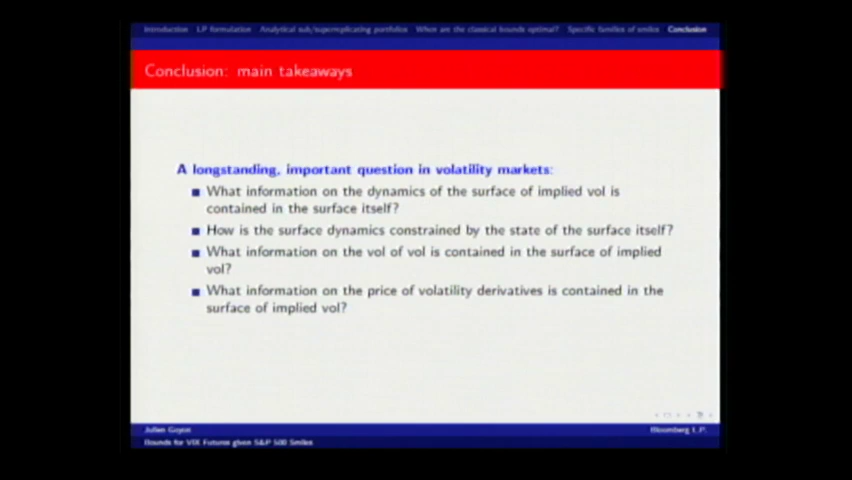 Introduction LP formulation Analytical sub/superreplicating portfolios When are the classical bounds optimal? Specific families of smiles Conclusion
Conclusion: main takeaways
A longstanding, important question in volatility markets:
What information on the dynamics of the surface of implied vol is
contained in the surface itself?
How is the surface dynamics constrained by the state of the surface itself?
What information on the vol of vol is contained in the surface of implied
vol?
What information on the price of volatility derivatives is contained in the
surface of implied vol?
Julien Guyon Bloomberg L.P.
Bounds for VIX Futures given S&P 500 Smiles